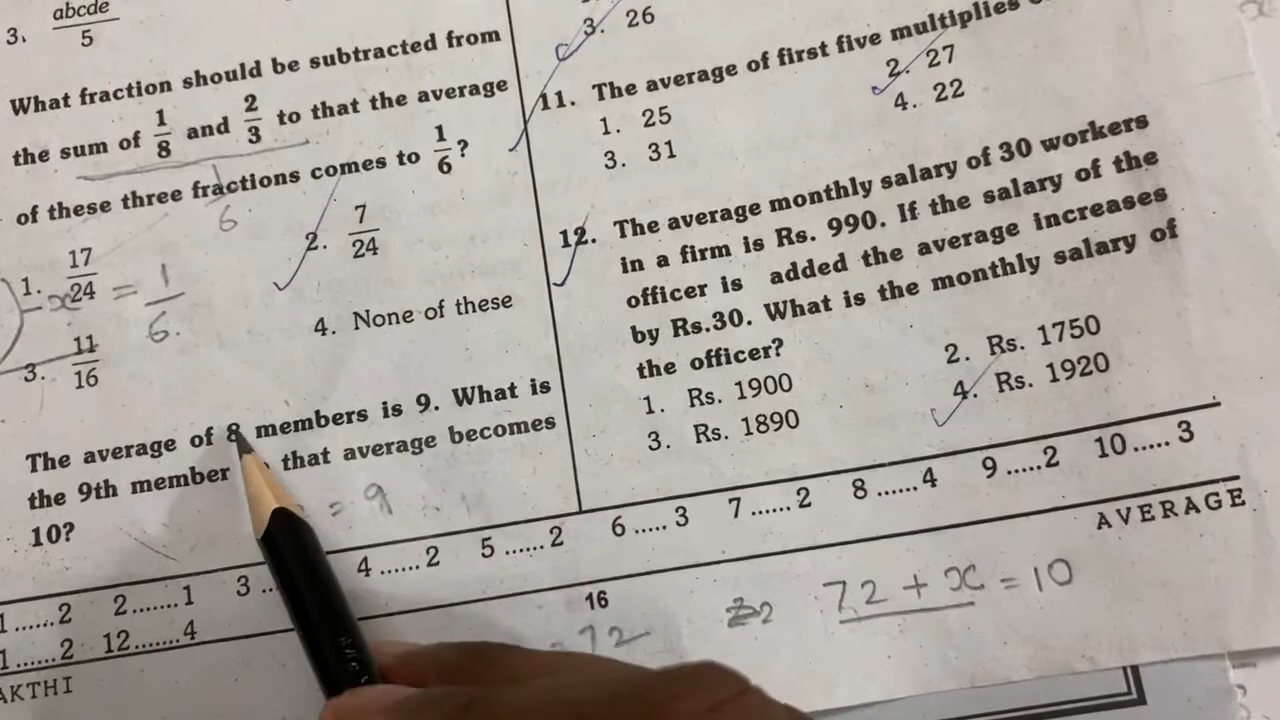 3. abcde/5
What fraction should be subtracted from
the sum of 1/8 and 2/3 to that the average
of these three fractions comes to 1/6?
6
1. 17/24
2. 7/24
- x = 1/6.
3. 11/16
4. None of these
The average of 8 members is 9. What is
the 9th member that average becomes
10?
= 9
3. 26
11. The average of first five multiplies
1. 25
2. 27
3. 31
4. 22
12. The average monthly salary of 30 workers
in a firm is Rs. 990. If the salary of the
officer is added the average increases
by Rs.30. What is the monthly salary of
the officer?
1. Rs. 1900
2. Rs. 1750
3. Rs. 1890
4. Rs. 1920
1......2 2.......1 3 .. 4......2 5......2 6.....3 7......2 8......4 9.....2 10.....3
1......2 12.......4
AKTHI
16
AVERAGE
72
72 + x = 10